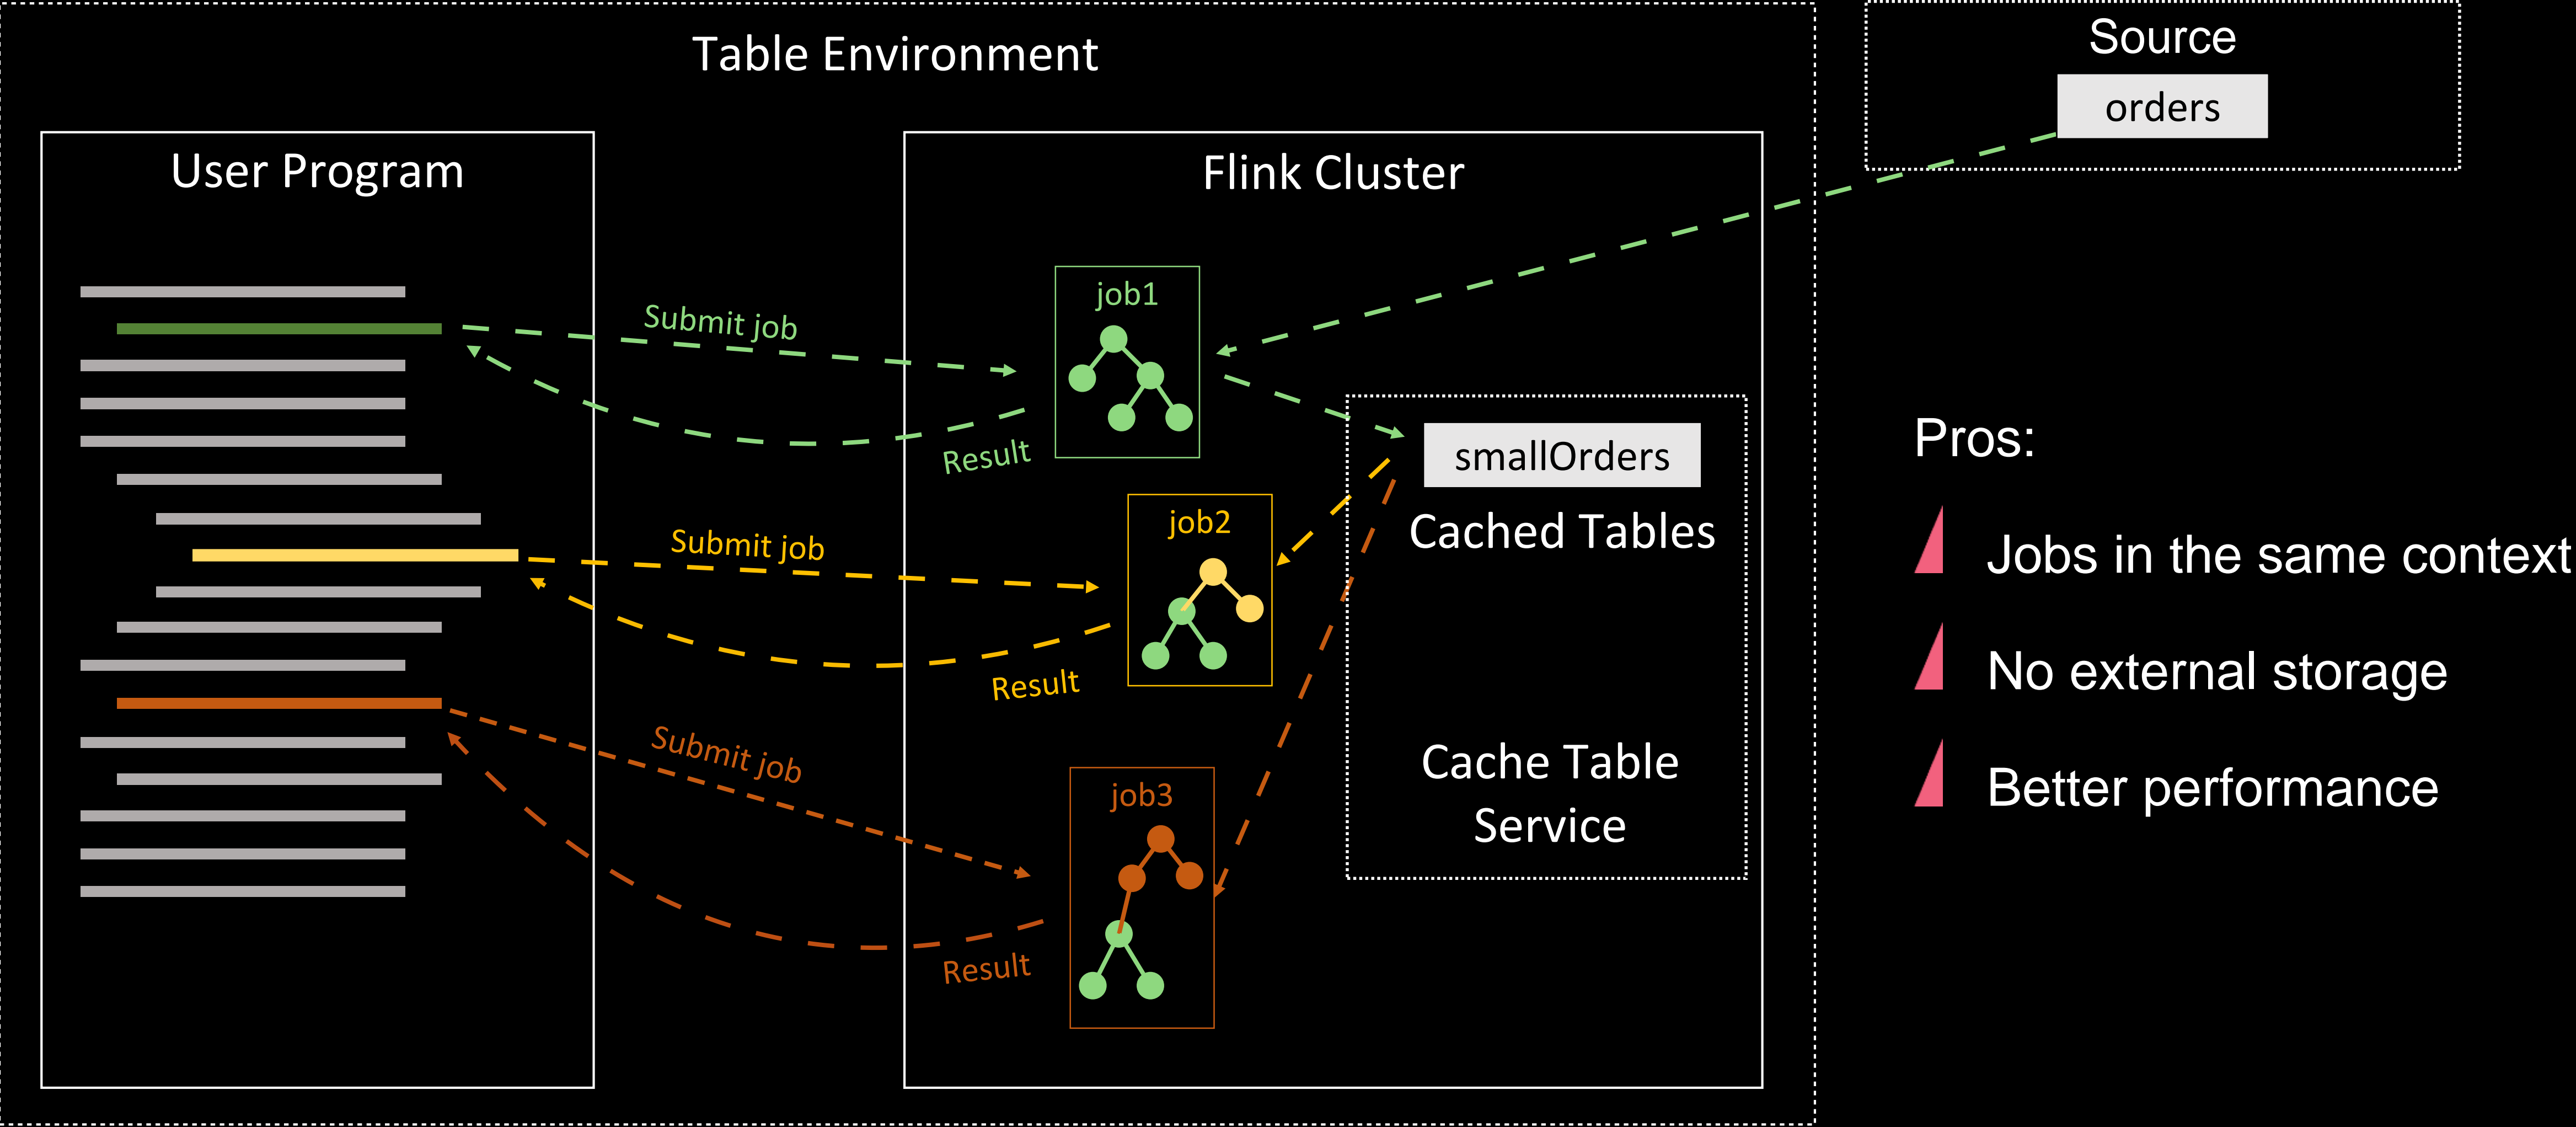 Table Environment
Source
orders
User Program
Flink Cluster
Submit job
job1
Result
smallOrders
Cached Tables
Submit job
job2
Result
Submit job
job3
Result
Cache Table
Service
Pros:
Jobs in the same context
No external storage
Better performance